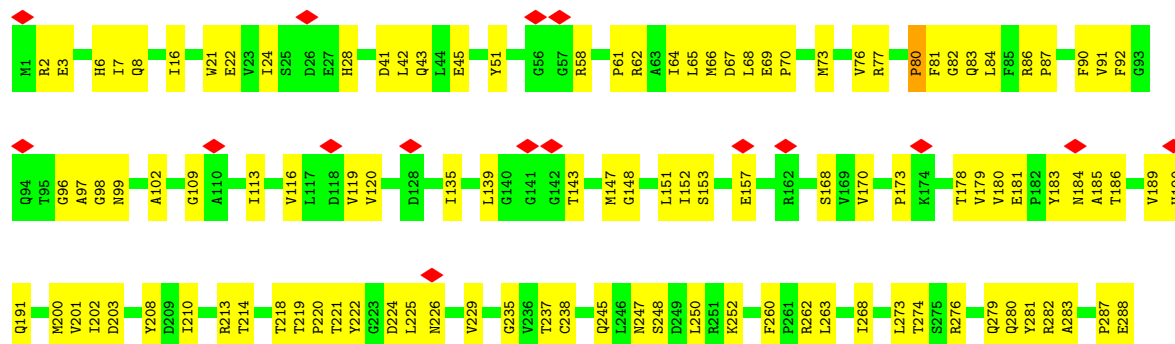 M1 R2 E3 H6 I7 Q8 I16 W21 E22 V23 I24 S25 D26 E27 H28 D41 L42 Q43 L44 E45 Y51 G56 G57 R58 P61 R62 A63 I64 L65 M66 D67 L68 E69 P70 M73 V76 R77 P80 F81 G82 Q83 L84 F85 R86 P87 F90 V91 F92 G93
Q94 T95 G96 A97 G98 N99 A102 G109 A110 I113 V116 L117 D118 V119 V120 D128 I135 L139 G140 G141 G142 T143 M147 G148 L151 I152 S153 E157 R162 S168 V169 V170 P173 K174 T178 V179 V180 E181 P182 Y183 N184 A185 T186 V189
Q191 M200 V201 I202 D203 Y208 D209 I210 R213 T214 T218 T219 P220 T221 Y222 G223 D224 L225 N226 V229 G235 V236 T237 C238 Q245 L246 N247 S248 D249 L250 R251 K252 F260 P261 R262 L263 I268 L273 T274 S275 R276 Q279 Q280 Y281 R282 A283 P287 E288